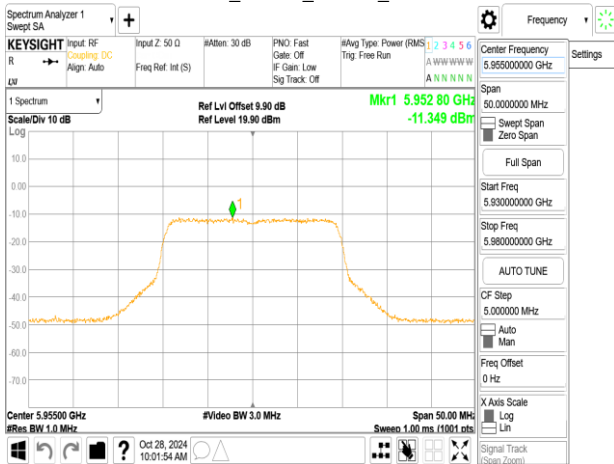 Spectrum Analyzer 1
Swept SA
+
Frequency
KEYSIGHT
R
LXI
Input: RF
Coupling: DC
Align: Auto
Input Z: 50 Ω
Freq Ref: Int (S)
#Atten: 30 dB
PNO: Fast
Gate: Off
IF Gain: Low
Sig Track: Off
#Avg Type: Power (RMS
Trig: Free Run
1 2 3 4 5 6
A W W W W W
A N N N N N
1 Spectrum
Scale/Div 10 dB
Log
Ref Lvl Offset 9.90 dB
Ref Level 19.90 dBm
Mkr1 5.952 80 GHz
-11.349 dBm
10.0
0.00
-10.0
-20.0
-30.0
-40.0
-50.0
-60.0
-70.0
1
Center 5.95500 GHz
#Res BW 1.0 MHz
#Video BW 3.0 MHz
Span 50.00 MHz
Sweep 1.00 ms (1001 pts)
Oct 28, 2024
10:01:54 AM
?
Center Frequency
5.955000000 GHz
Settings
Span
50.0000000 MHz
Swept Span
Zero Span
Full Span
Start Freq
5.930000000 GHz
Stop Freq
5.980000000 GHz
AUTO TUNE
CF Step
5.000000 MHz
Auto
Man
Freq Offset
0 Hz
X Axis Scale
Log
Lin
Signal Track
(Span Zoom)